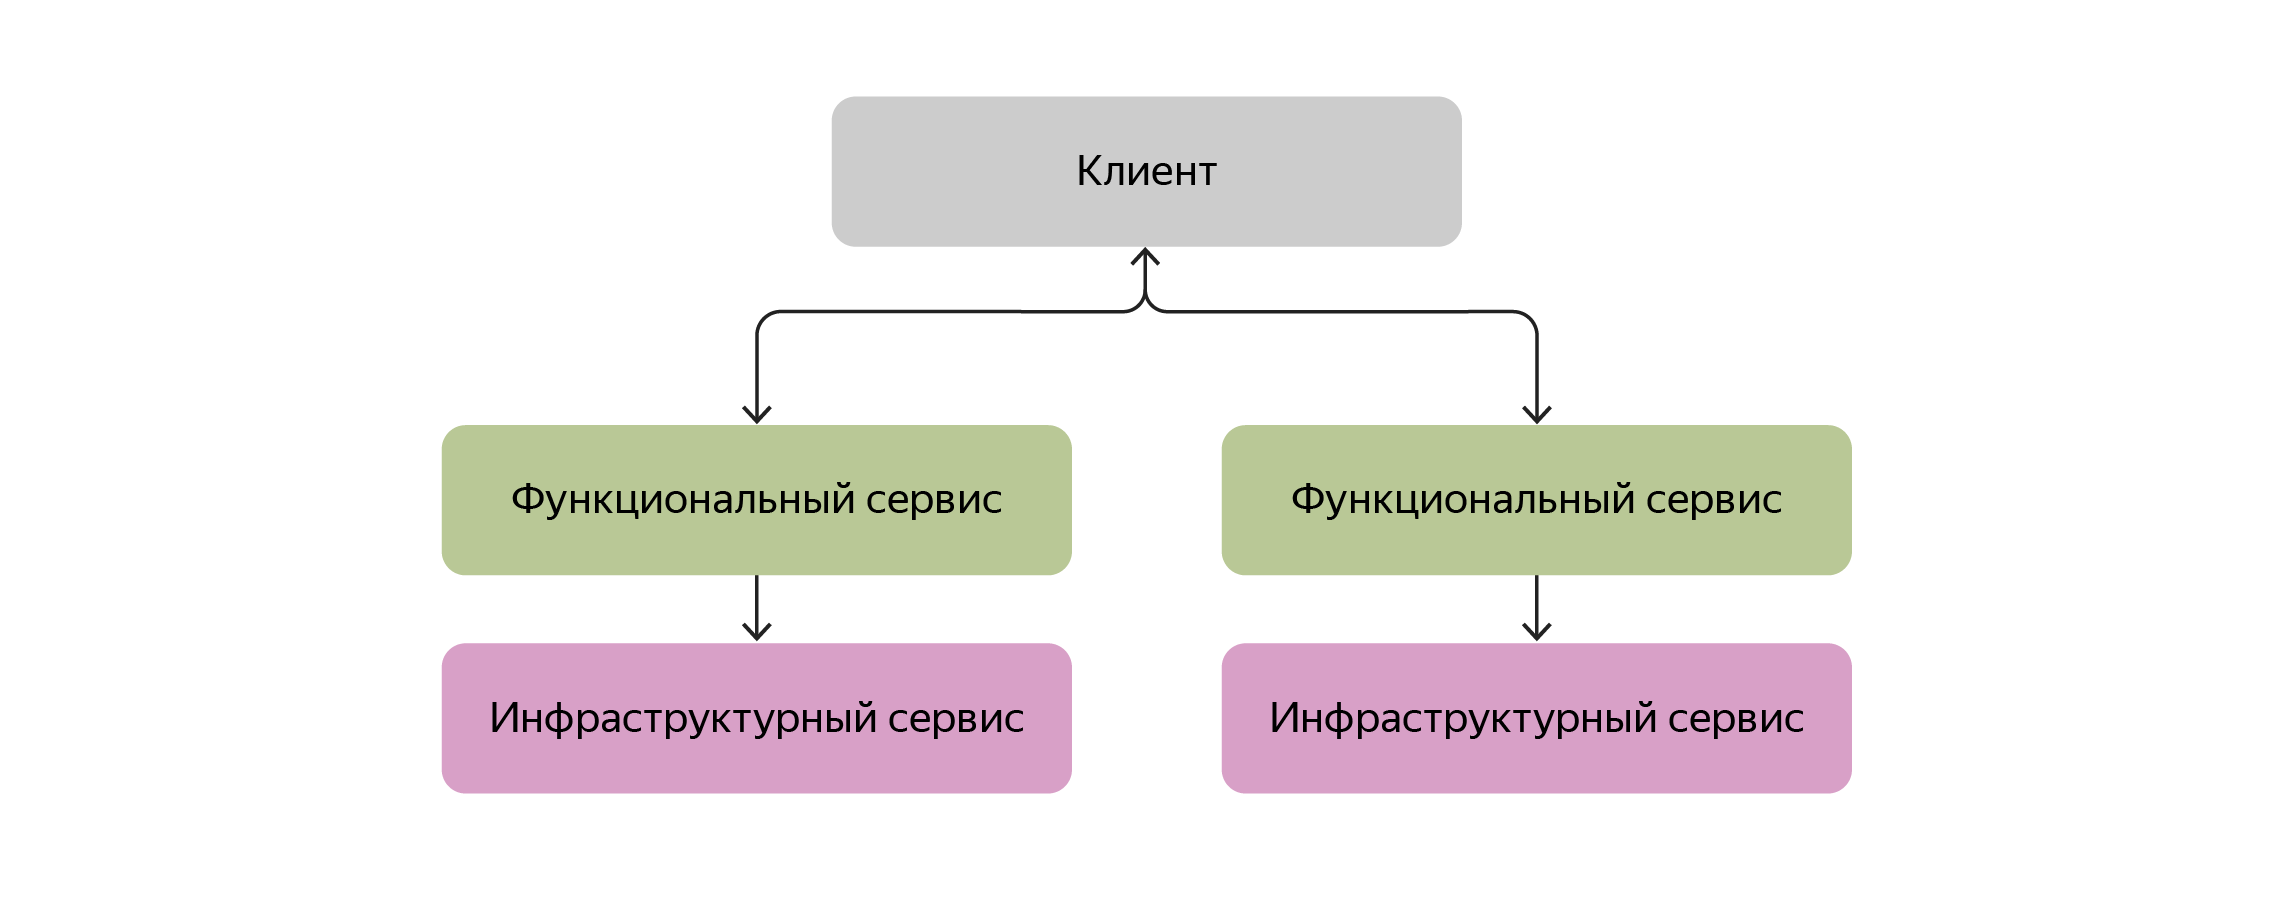 Клиент
Функциональный сервис
Функциональный сервис
Инфраструктурный сервис
Инфраструктурный сервис